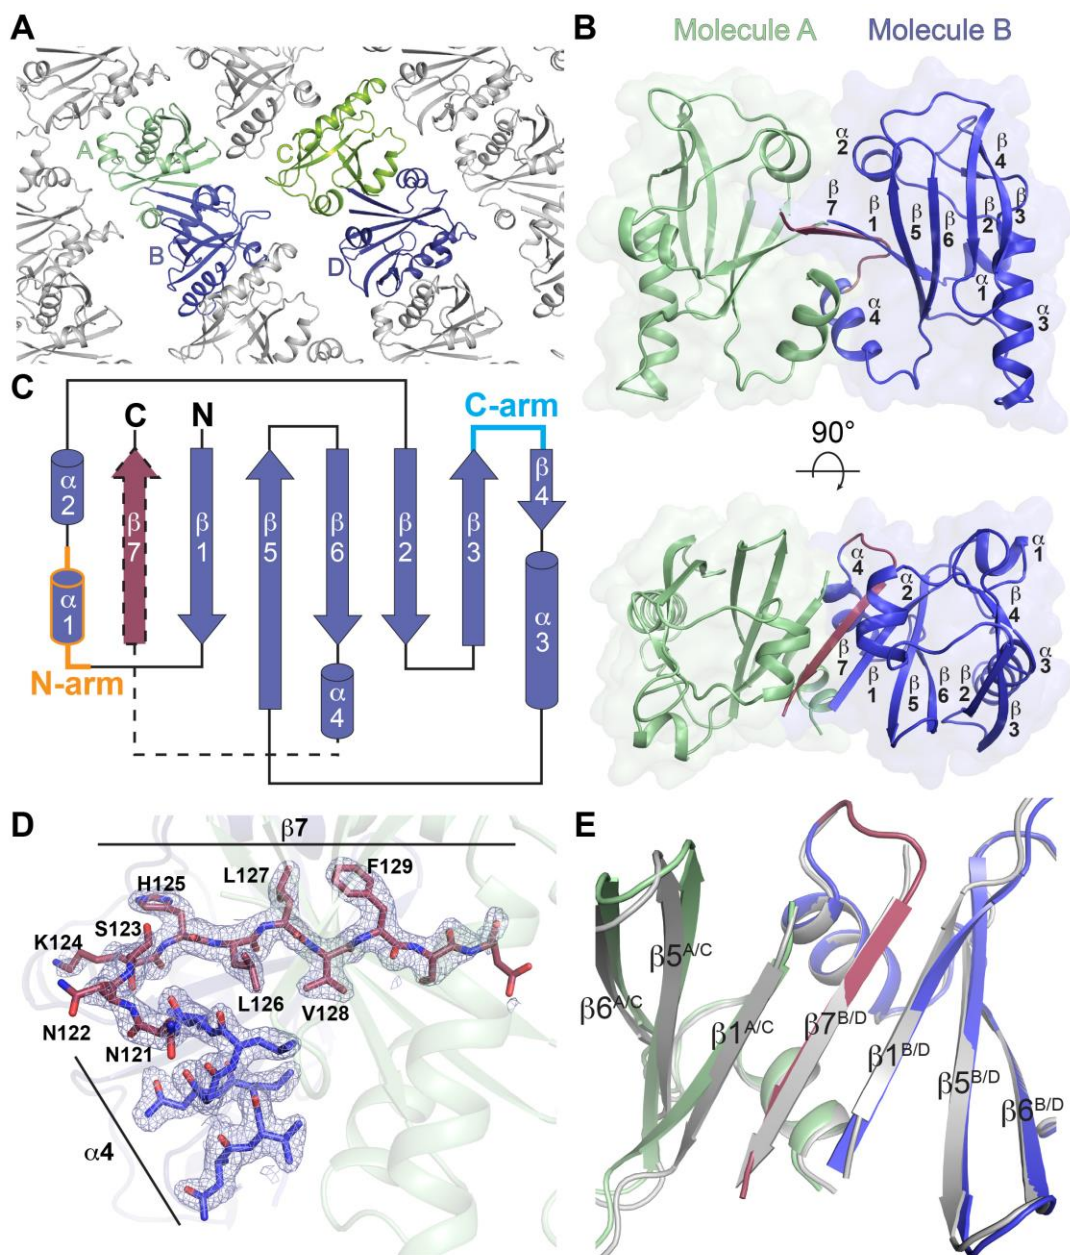 A
A
B
C
D
B
Molecule A
Molecule B
α
2
β
7
β
1
β
5
β
6
β
4
β
2
β
3
α
1
α
4
α
3
90°
α
4
α
2
α
1
β
4
α
3
β
7
β
1
β
5
β
6
β
2
β
3
C
C
N
C-arm
α
2
β
7
β
1
β
5
β
6
β
2
β
3
β
4
α
1
α
3
N-arm
α
4
D
β7
L127
F129
H125
S123
K124
L126
V128
N122
N121
α4
E
β5A/C
β6A/C
β1A/C
β7B/D
β1B/D
β5B/D
β6B/D